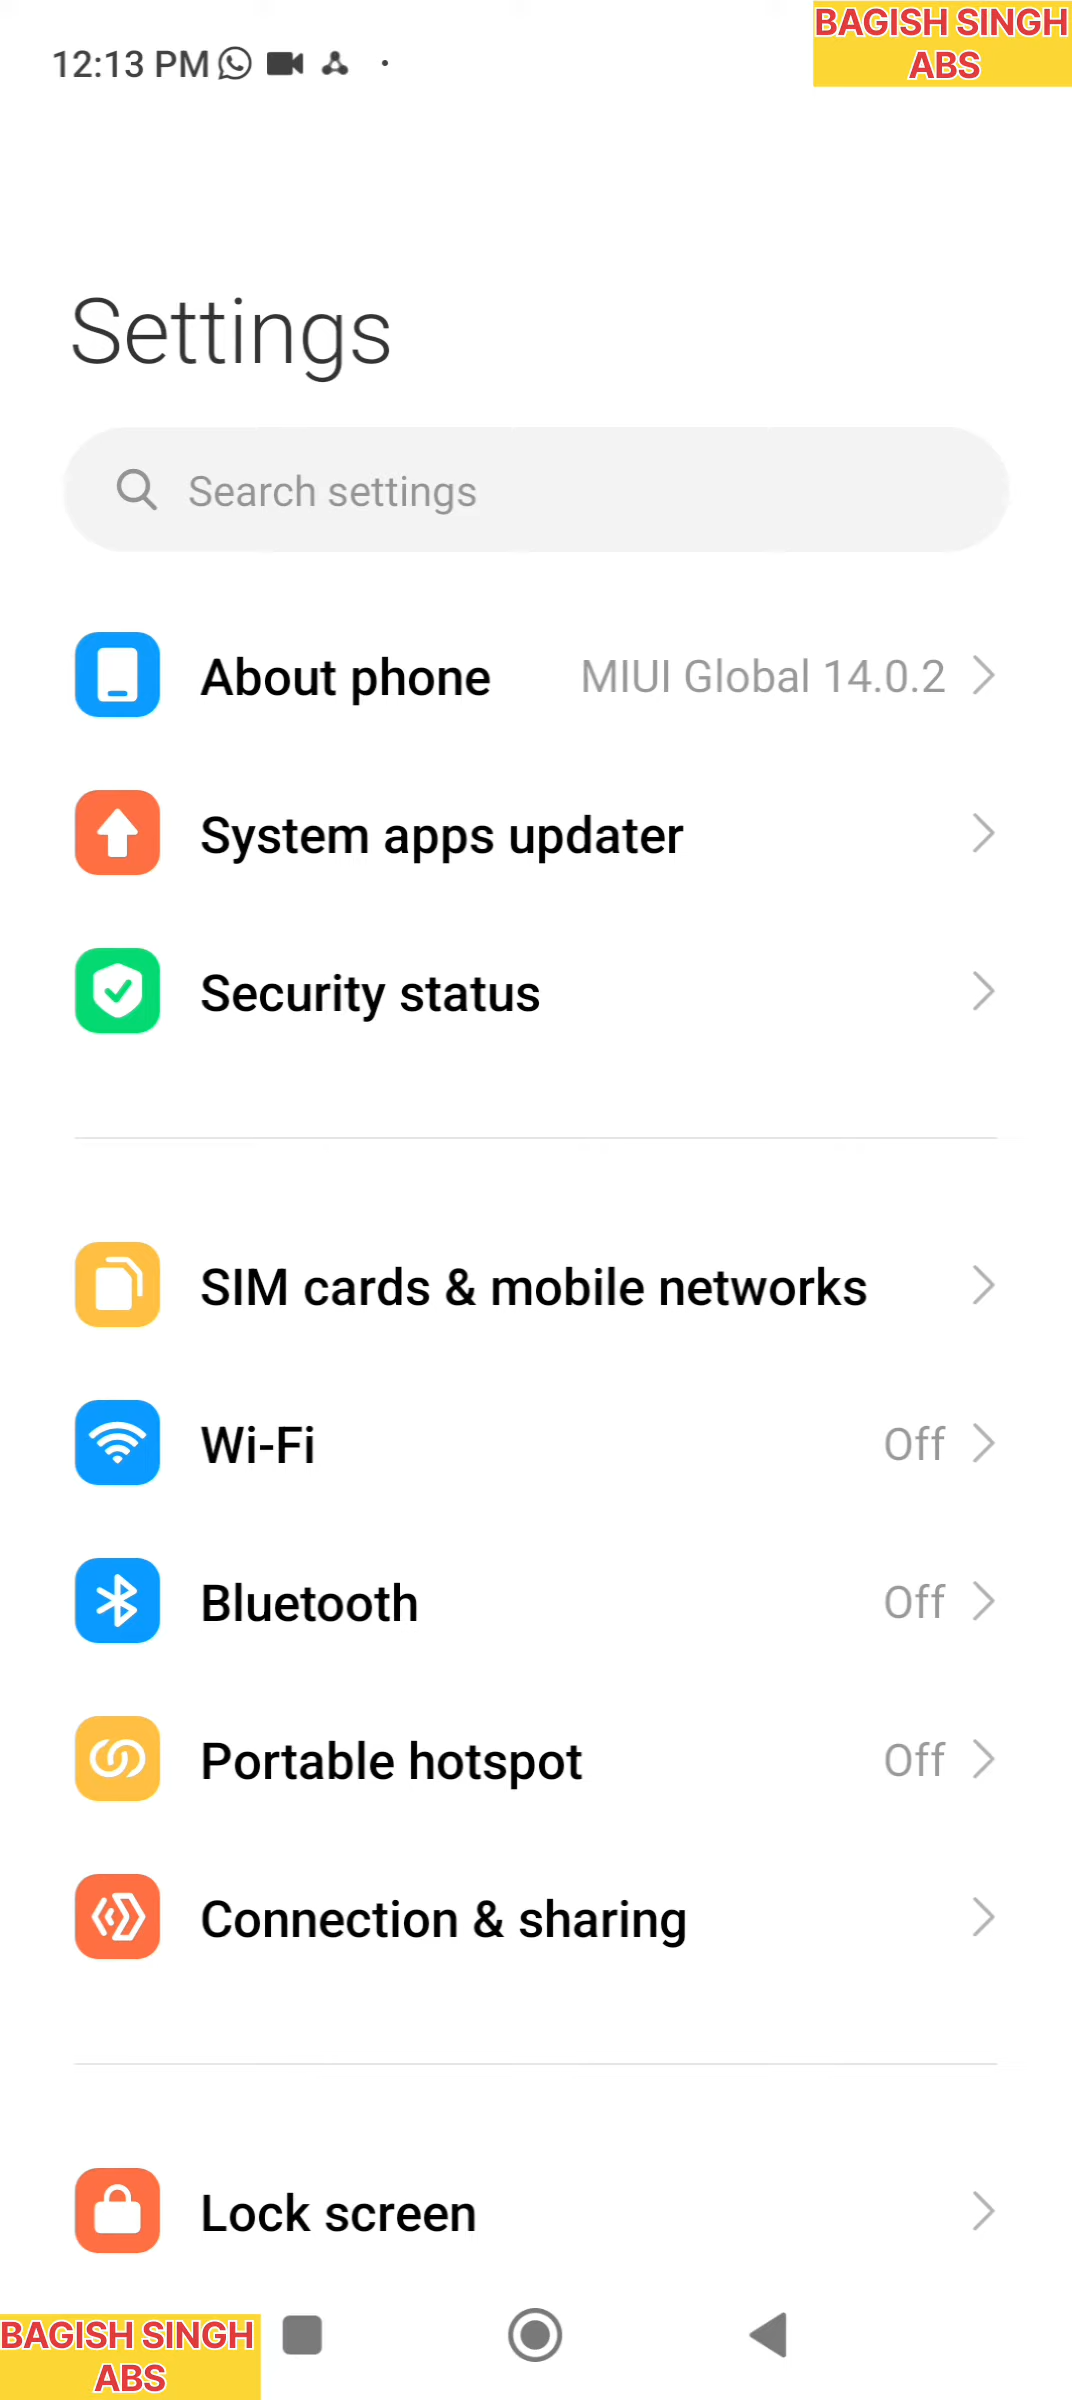 12:13 PM
BAGISH SINGH
ABS
Settings
Search settings
About phone MIUI Global 14.0.2
System apps updater
Security status
SIM cards & mobile networks
Wi-Fi Off
Bluetooth Off
Portable hotspot Off
Connection & sharing
Lock screen
BAGISH SINGH
ABS